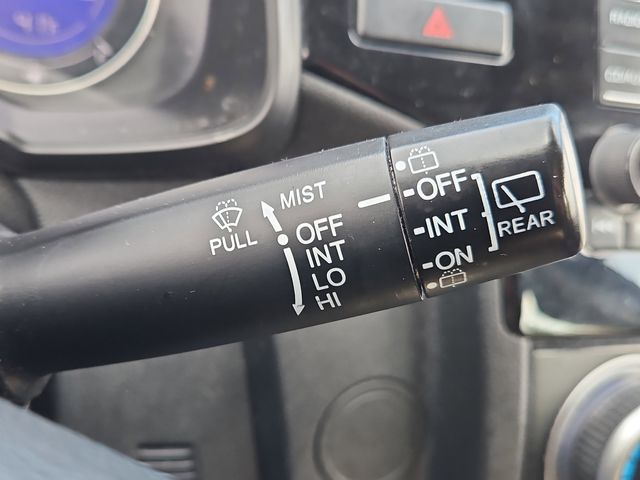 MIST
OFF
INT
LO
HI
PULL
OFF
INT
ON
REAR